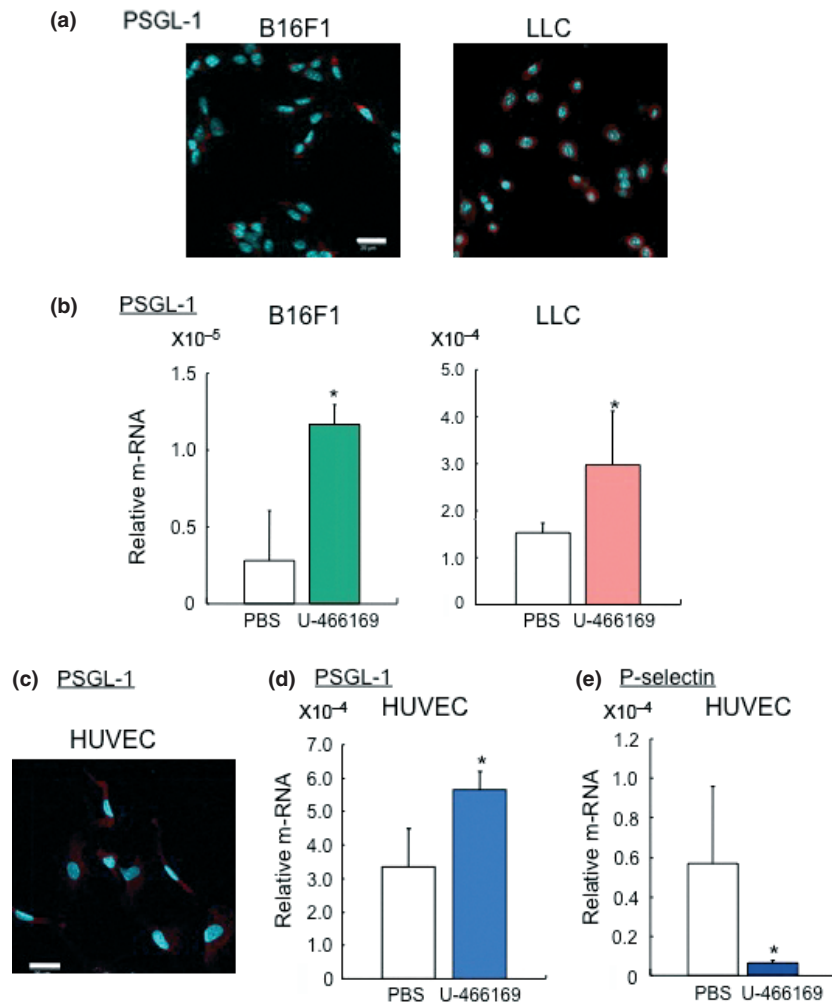 (a) PSGL-1
B16F1
LLC
20 µm
(b) PSGL-1
B16F1
LLC
X10–5
X10–4
Relative m-RNA
1.5
1.0
0.5
0
*
PBS U-466169
5.0
4.0
3.0
2.0
1.0
0
*
PBS U-466169
(c) PSGL-1
HUVEC
(d) PSGL-1
X10–4
HUVEC
Relative m-RNA
7.0
6.0
5.0
4.0
3.0
2.0
1.0
0.0
*
PBS U-466169
(e) P-selectin
X10–4
HUVEC
Relative m-RNA
1.2
1.0
0.8
0.6
0.4
0.2
0
*
PBS U-466169